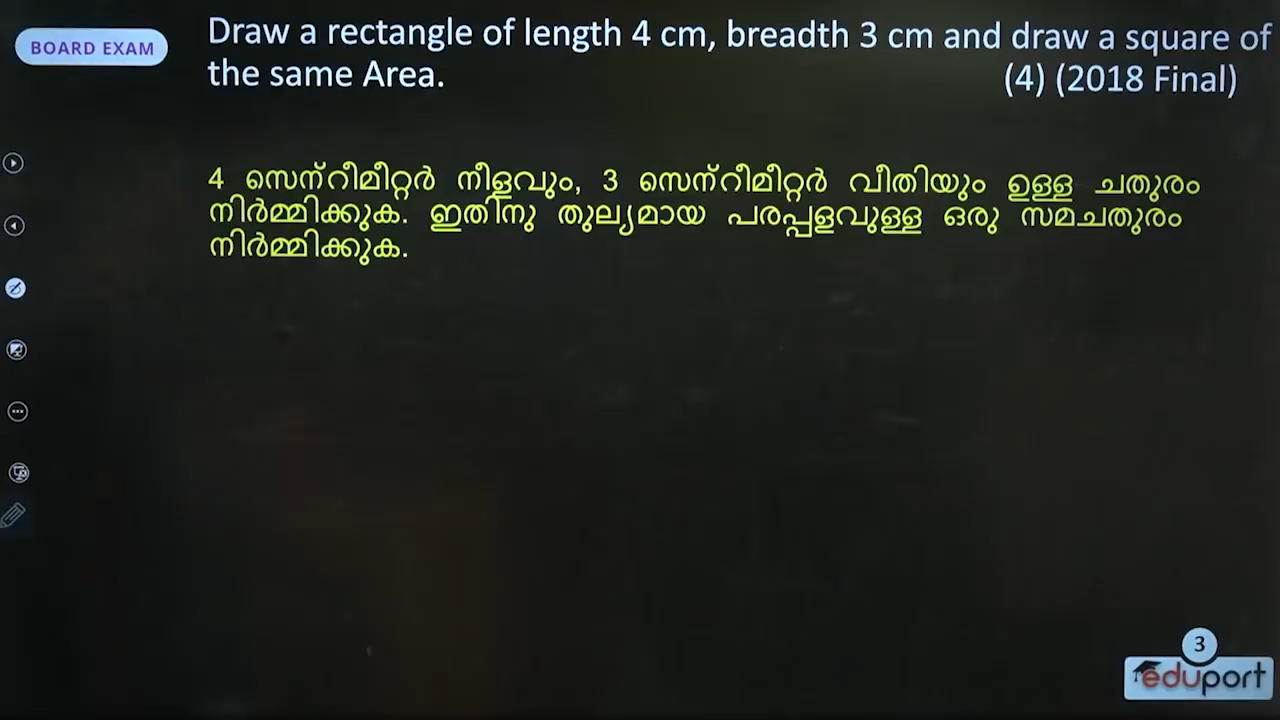 BOARD EXAM
Draw a rectangle of length 4 cm, breadth 3 cm and draw a square of
the same Area. (4) (2018 Final)
4 സെന്റീമീറ്റർ നീളവും, 3 സെന്റീമീറ്റർ വീതിയും ഉള്ള ചതുരം
നിർമ്മിക്കുക. ഇതിനു തുല്യമായ പരപ്പളവുള്ള ഒരു സമചതുരം
നിർമ്മിക്കുക.
3
eduport